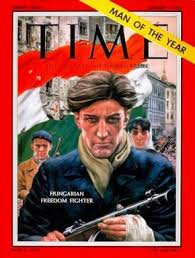 MAN OF THE YEAR
TIME
HUNGARIAN
FREEDOM FIGHTER